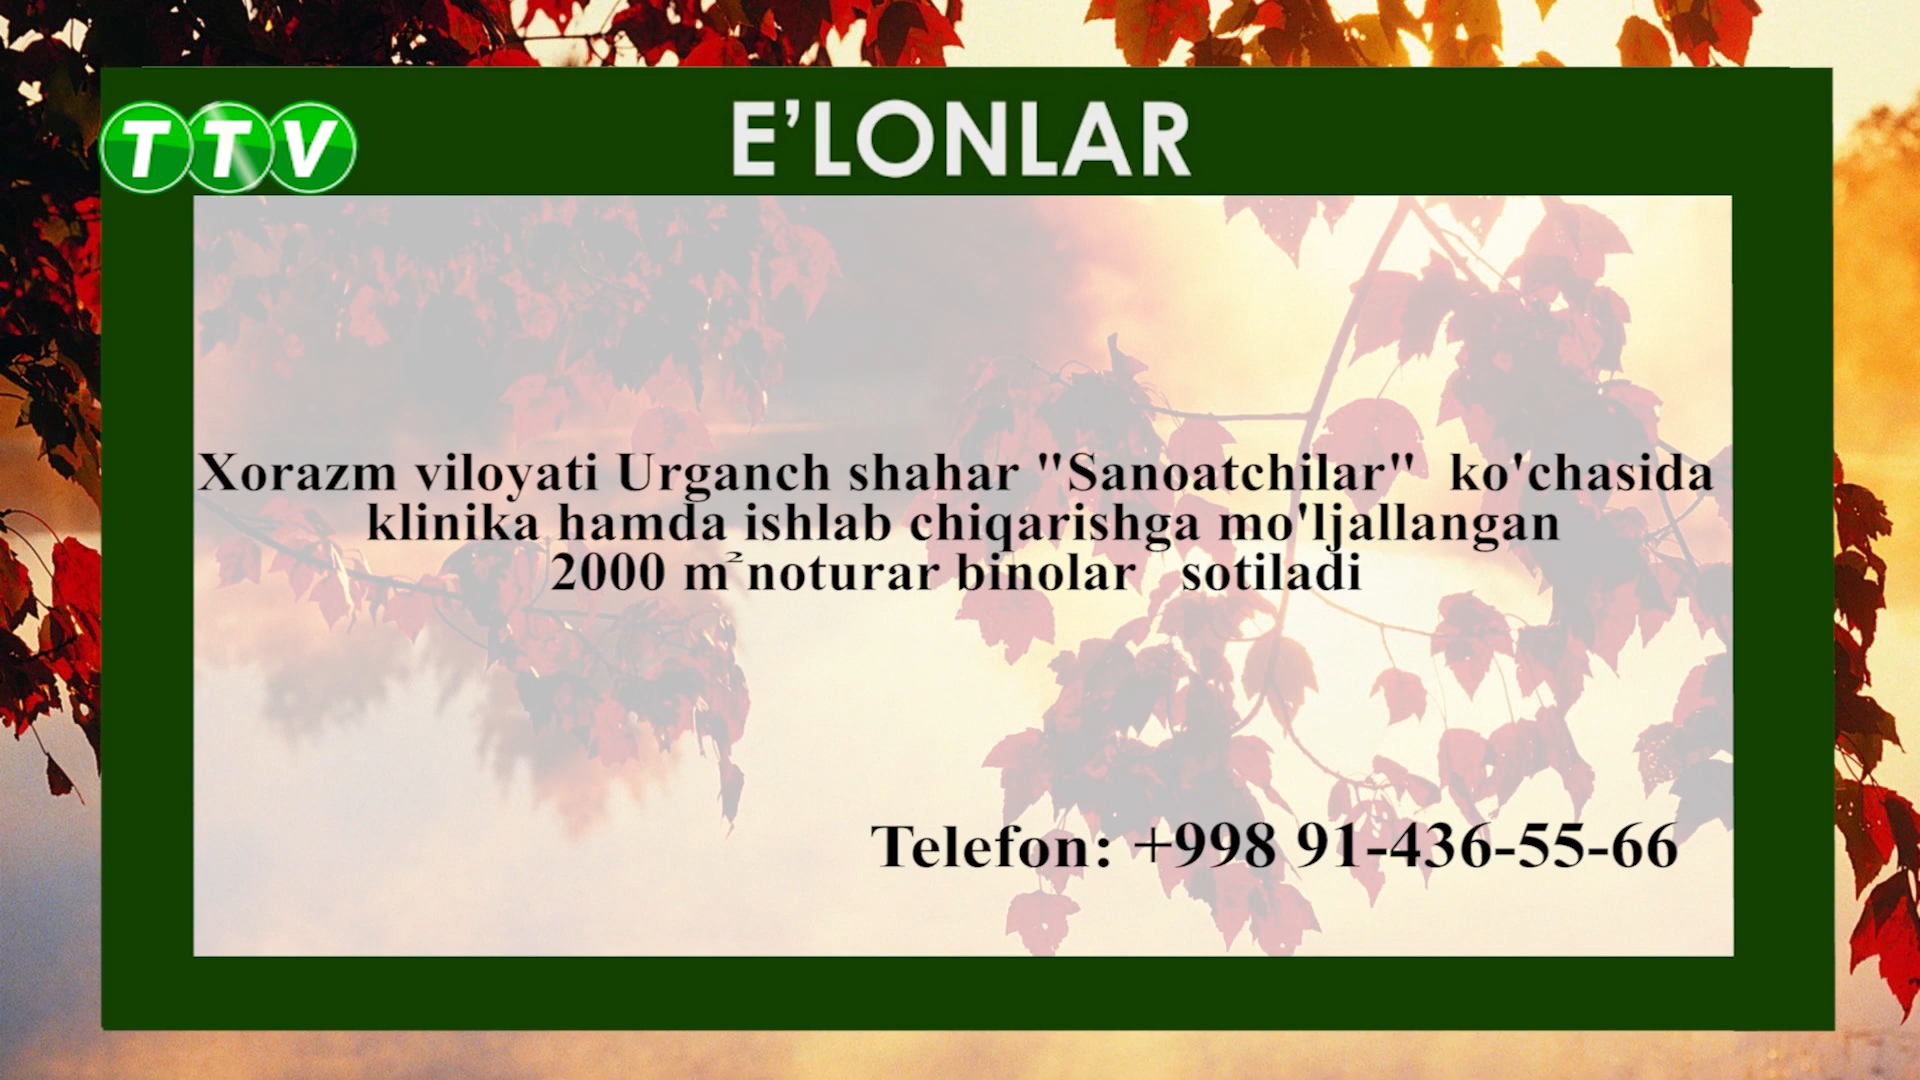 TTV
E’LONLAR
Xorazm viloyati Urganch shahar "Sanoatchilar" ko'chasida
klinika hamda ishlab chiqarishga mo'ljallangan
2000 m² noturar binolar sotiladi
Telefon: +998 91-436-55-66